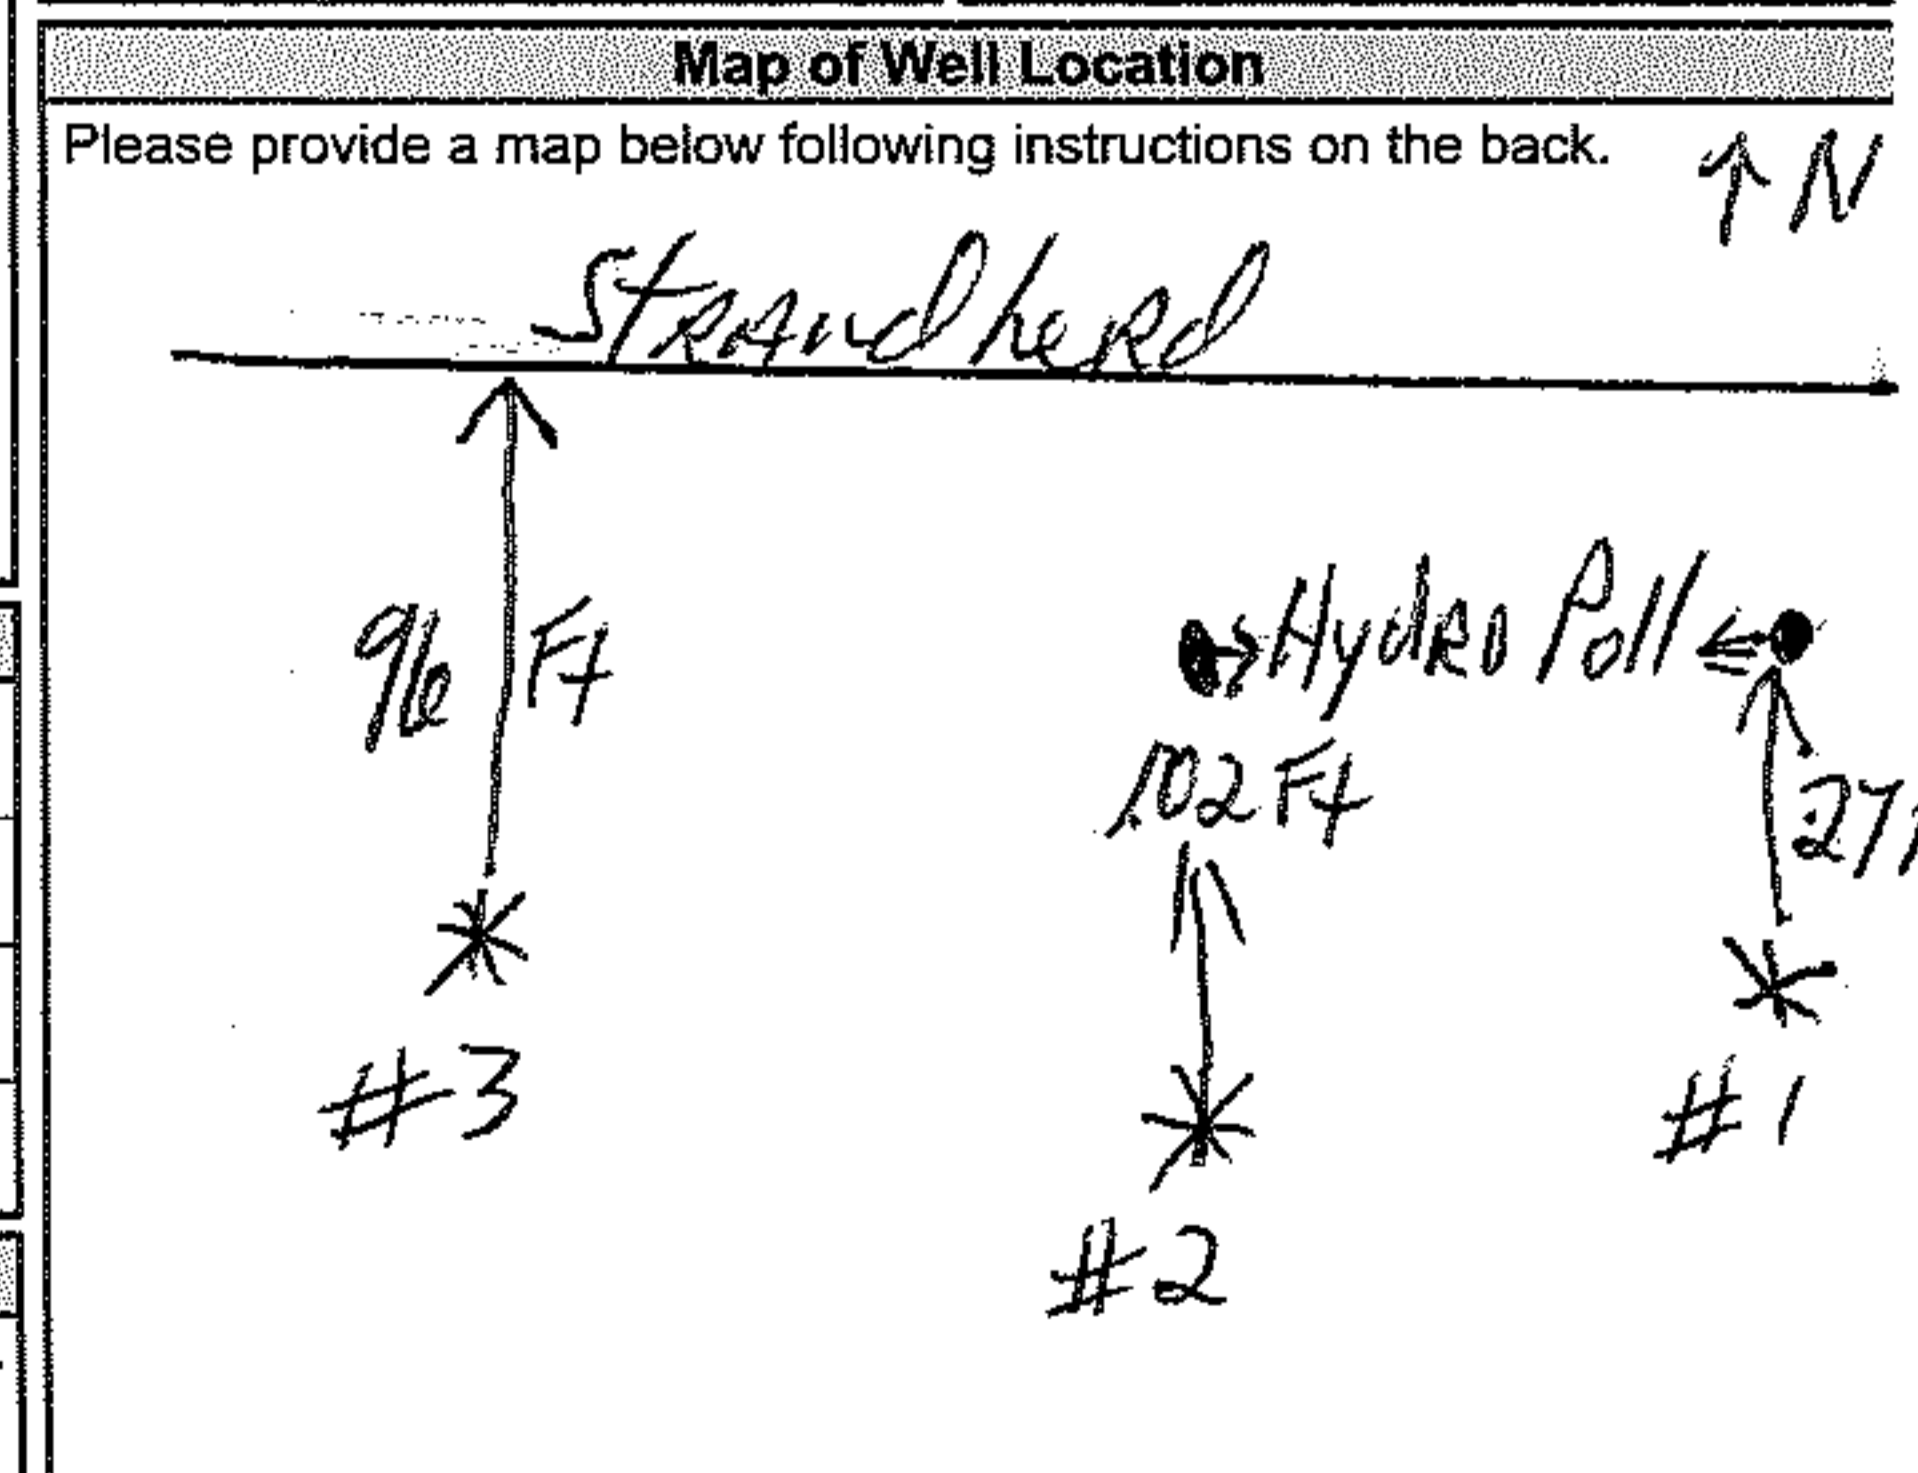 Map of Well Location
Please provide a map below following instructions on the back.
↑ N
Strandherd
96 Ft
Hydro Poll
102 Ft
27
#3
#1
#2